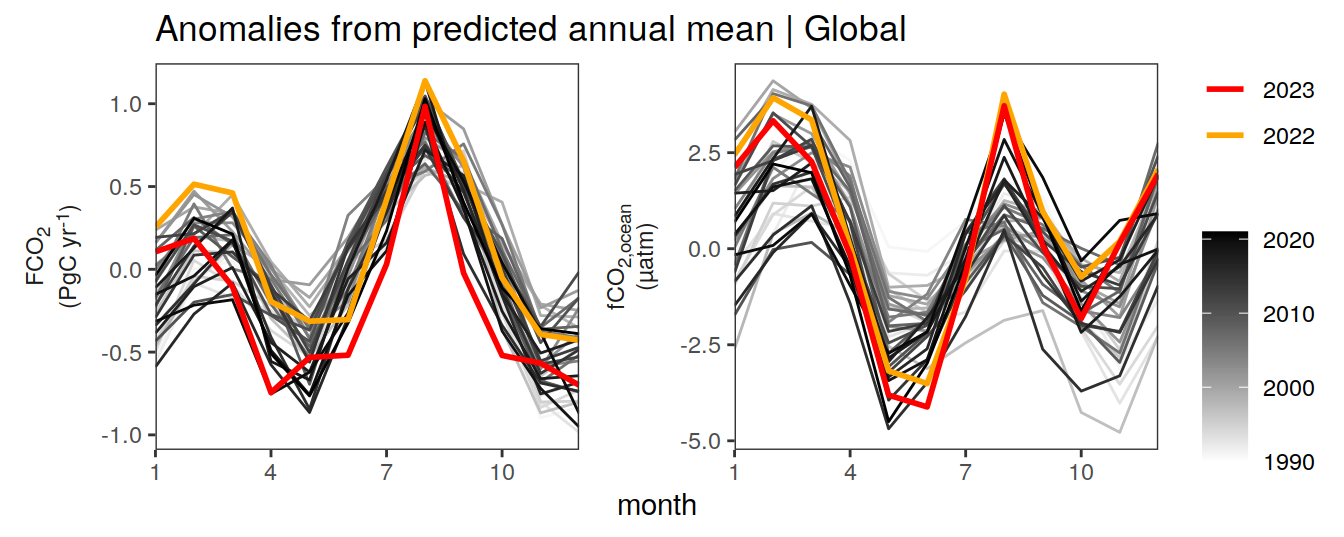 Anomalies from predicted annual mean | Global
FCO2
(PgC yr-1)
1.0
0.5
0.0
-0.5
-1.0
1 4 7 10
fCO2,ocean
(µatm)
2.5
0.0
-2.5
-5.0
1 4 7 10
month
2023
2022
2020
2010
2000
1990